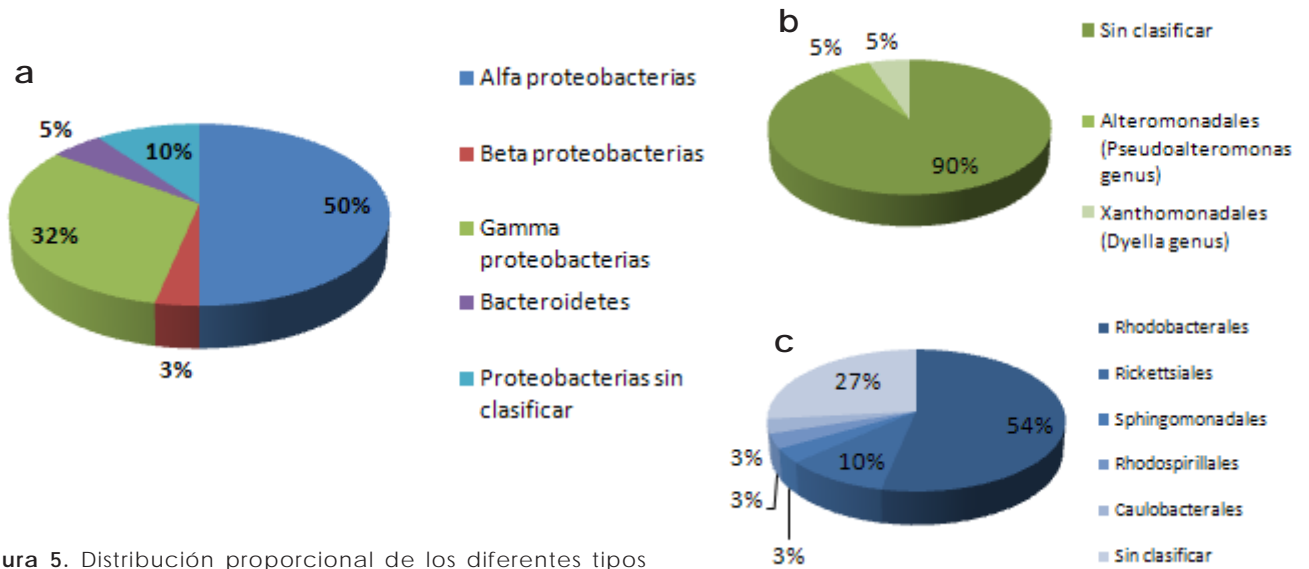 a
5%
10%
50%
32%
3%
Alfa proteobacterias
Beta proteobacterias
Gamma
proteobacterias
Bacteroidetes
Proteobacterias sin
clasificar
b
5%
5%
90%
Sin clasificar
Alteromonadales
(Pseudoalteromonas
genus)
Xanthomonadales
(Dyella genus)
c
27%
54%
10%
3%
3%
3%
Rhodobacterales
Rickettsiales
Sphingomonadales
Rhodospirillales
Caulobacterales
Sin clasificar
ura 5. Distribución proporcional de los diferentes tipos